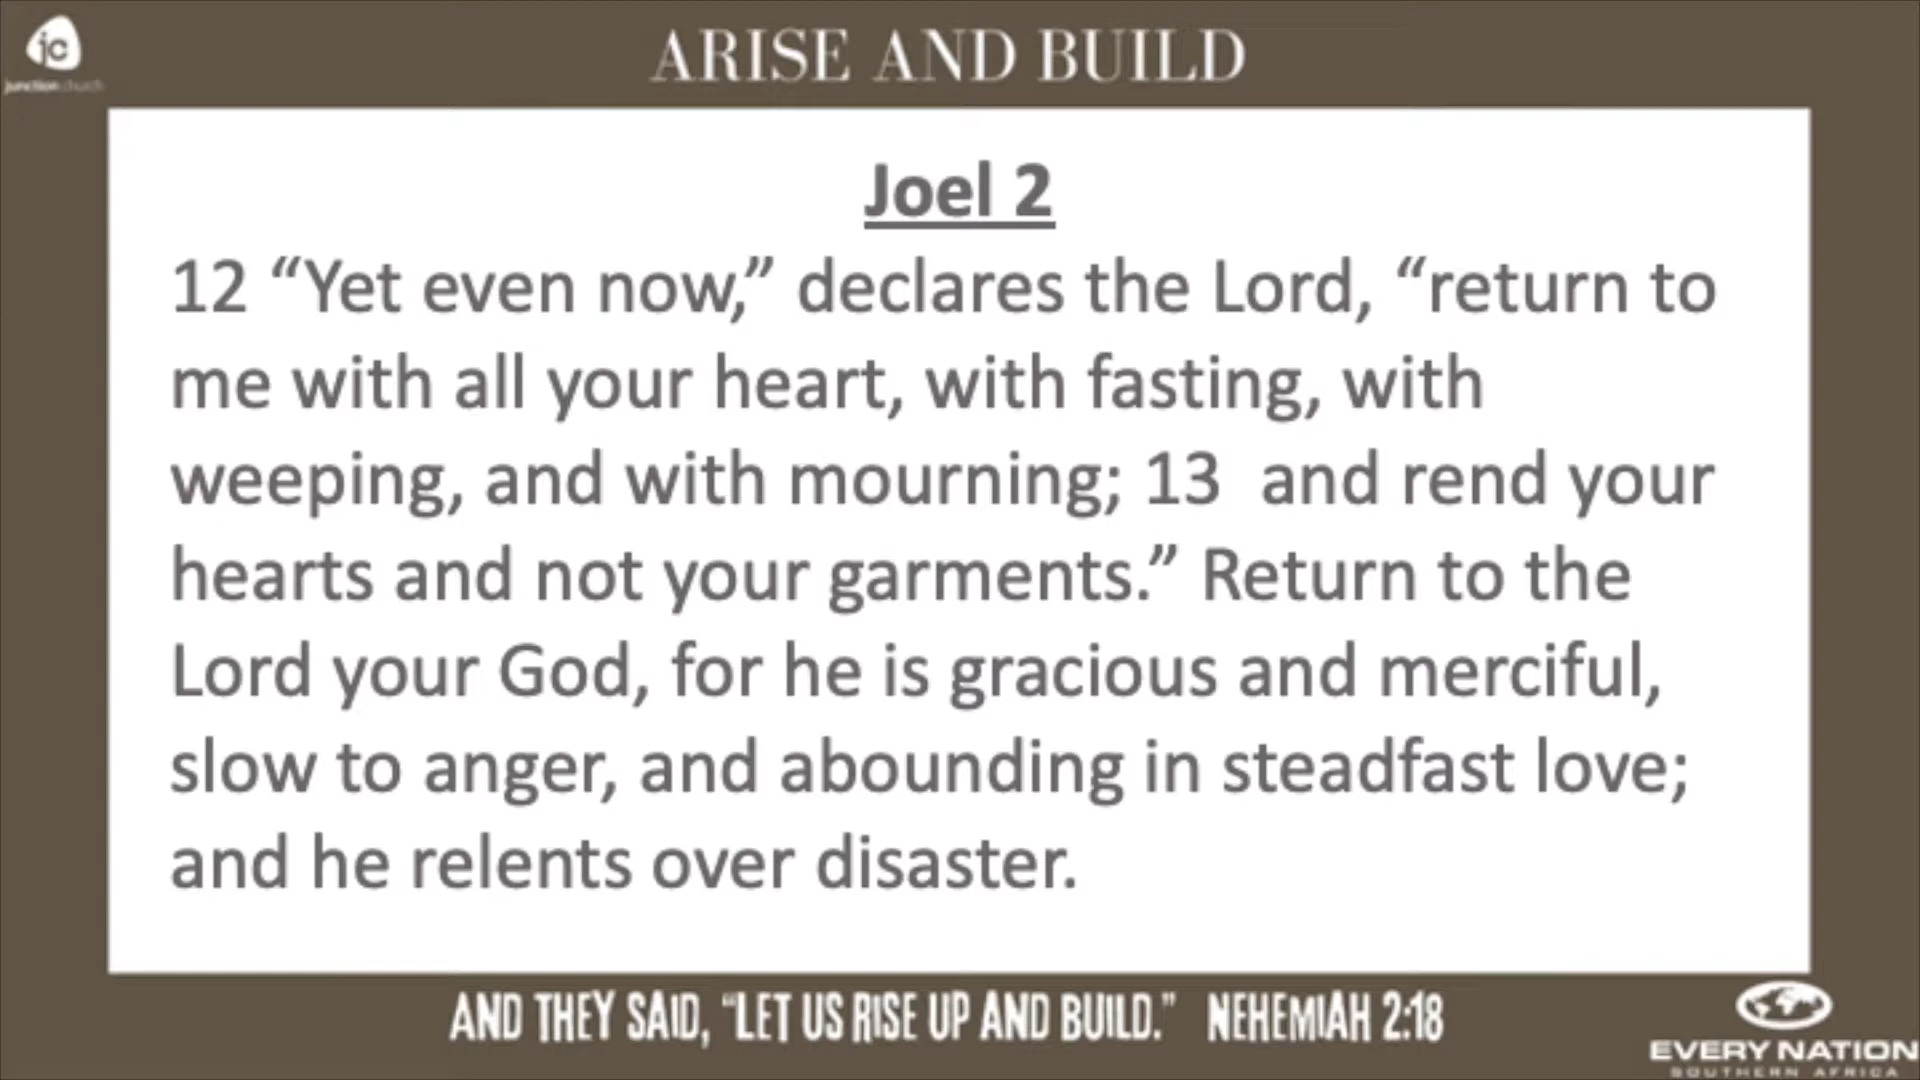 jc
junction church
ARISE AND BUILD
Joel 2
12 “Yet even now,” declares the Lord, “return to
me with all your heart, with fasting, with
weeping, and with mourning; 13  and rend your
hearts and not your garments.” Return to the
Lord your God, for he is gracious and merciful,
slow to anger, and abounding in steadfast love;
and he relents over disaster.
AND THEY SAID, “LET US RISE UP AND BUILD.” NEHEMIAH 2:18
EVERY NATION
SOUTHERN AFRICA